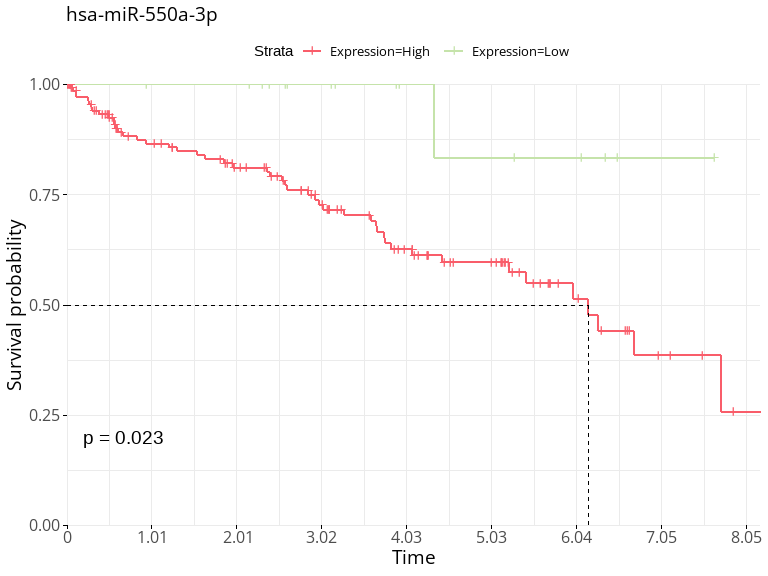 hsa-miR-550a-3p
Strata Expression=High Expression=Low
1.00
0.75
0.50
0.25
0.00
Survival probability
p = 0.023
0 1.01 2.01 3.02 4.03 5.03 6.04 7.05 8.05
Time